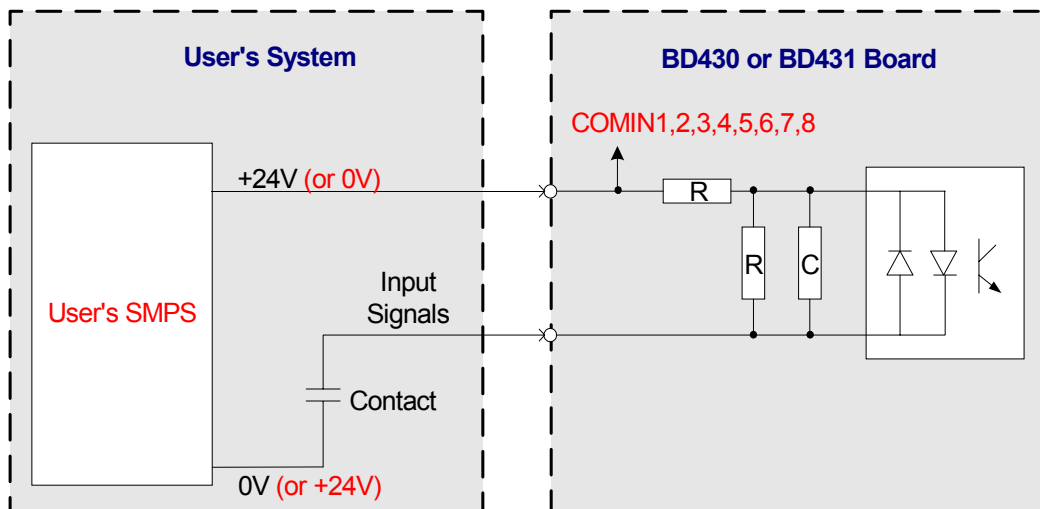 User's System
BD430 or BD431 Board
COMIN1,2,3,4,5,6,7,8
+24V (or 0V)
R
R
C
Input
Signals
User's SMPS
Contact
0V (or +24V)